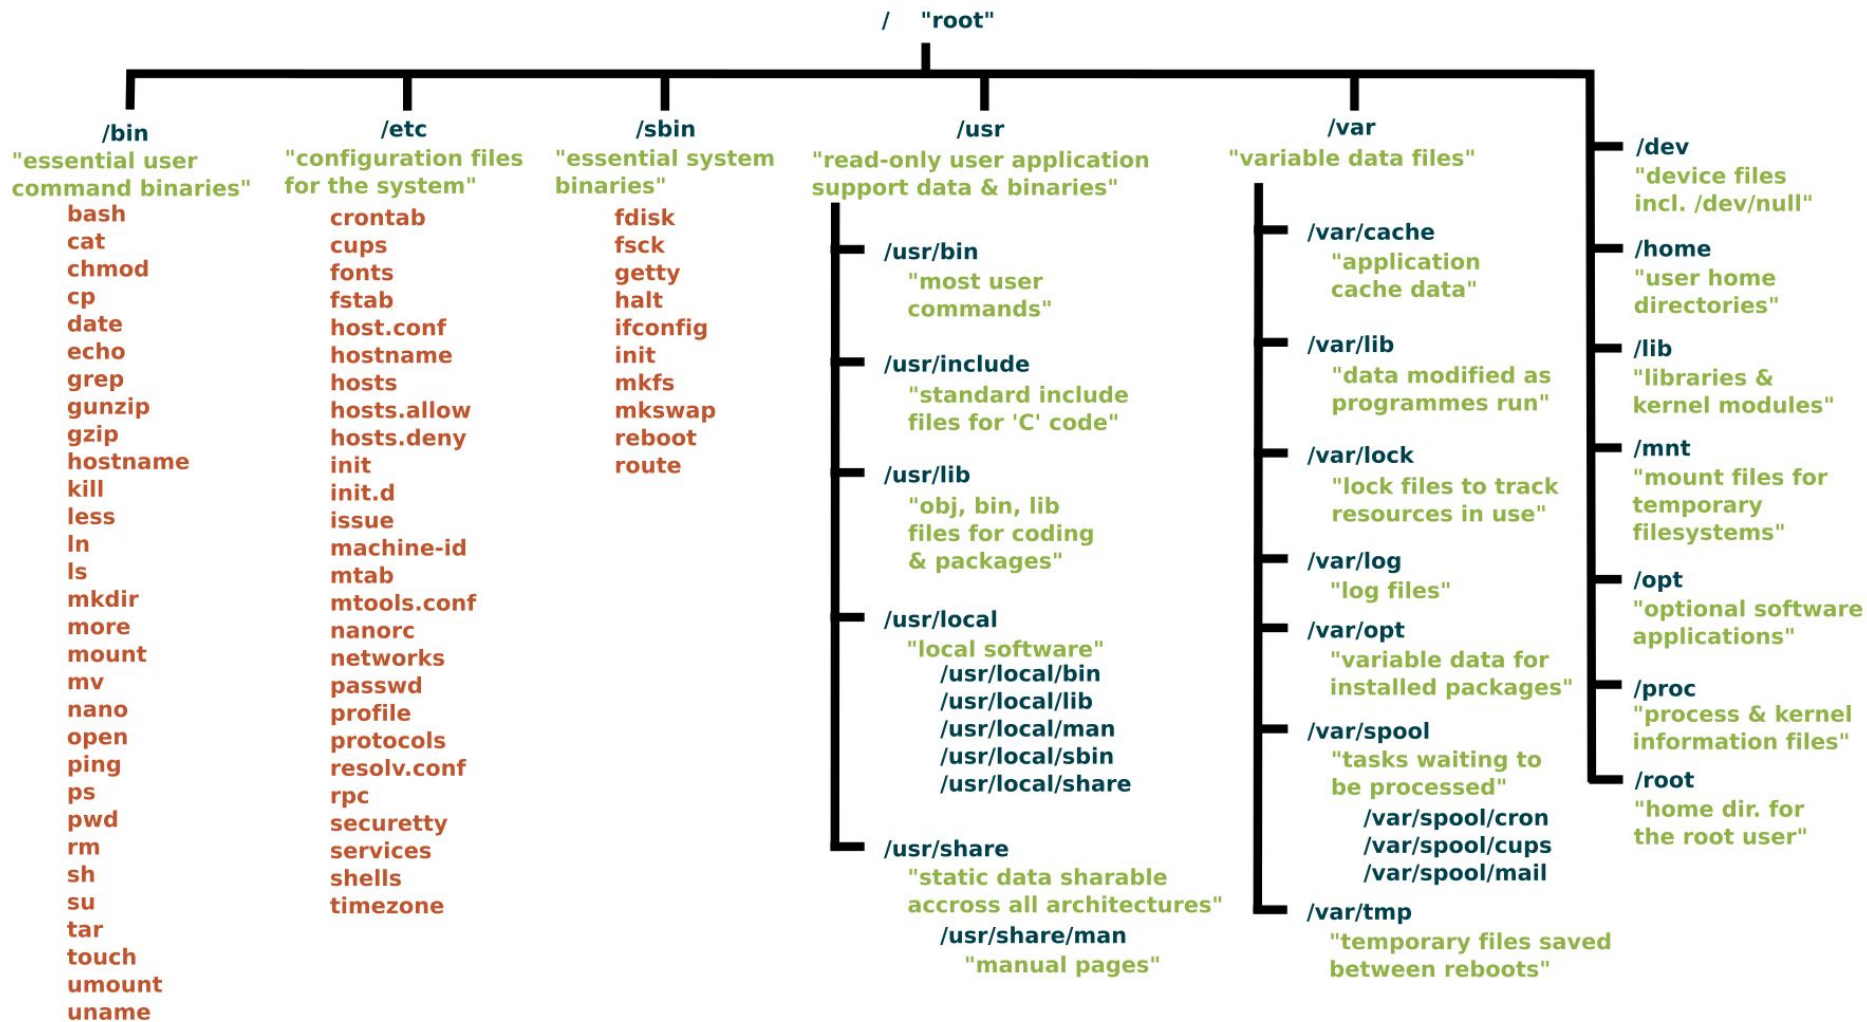 / "root"
/bin
"essential user
command binaries"
bash
cat
chmod
cp
date
echo
grep
gunzip
gzip
hostname
kill
less
ln
ls
mkdir
more
mount
mv
nano
open
ping
ps
pwd
rm
sh
su
tar
touch
umount
uname
/etc
"configuration files
for the system"
crontab
cups
fonts
fstab
host.conf
hostname
hosts
hosts.allow
hosts.deny
init
init.d
issue
machine-id
mtab
mtools.conf
nanorc
networks
passwd
profile
protocols
resolv.conf
rpc
securetty
services
shells
timezone
/sbin
"essential system
binaries"
fdisk
fsck
getty
halt
ifconfig
init
mkfs
mkswap
reboot
route
/usr
"read-only user application
support data & binaries"
/usr/bin
"most user
commands"
/usr/include
"standard include
files for 'C' code"
/usr/lib
"obj, bin, lib
files for coding
& packages"
/usr/local
"local software"
/usr/local/bin
/usr/local/lib
/usr/local/man
/usr/local/sbin
/usr/local/share
/usr/share
"static data sharable
accross all architectures"
/usr/share/man
"manual pages"
/var
"variable data files"
/var/cache
"application
cache data"
/var/lib
"data modified as
programmes run"
/var/lock
"lock files to track
resources in use"
/var/log
"log files"
/var/opt
"variable data for
installed packages"
/var/spool
"tasks waiting to
be processed"
/var/spool/cron
/var/spool/cups
/var/spool/mail
/var/tmp
"temporary files saved
between reboots"
/dev
"device files
incl. /dev/null"
/home
"user home
directories"
/lib
"libraries &
kernel modules"
/mnt
"mount files for
temporary
filesystems"
/opt
"optional software
applications"
/proc
"process & kernel
information files"
/root
"home dir. for
the root user"